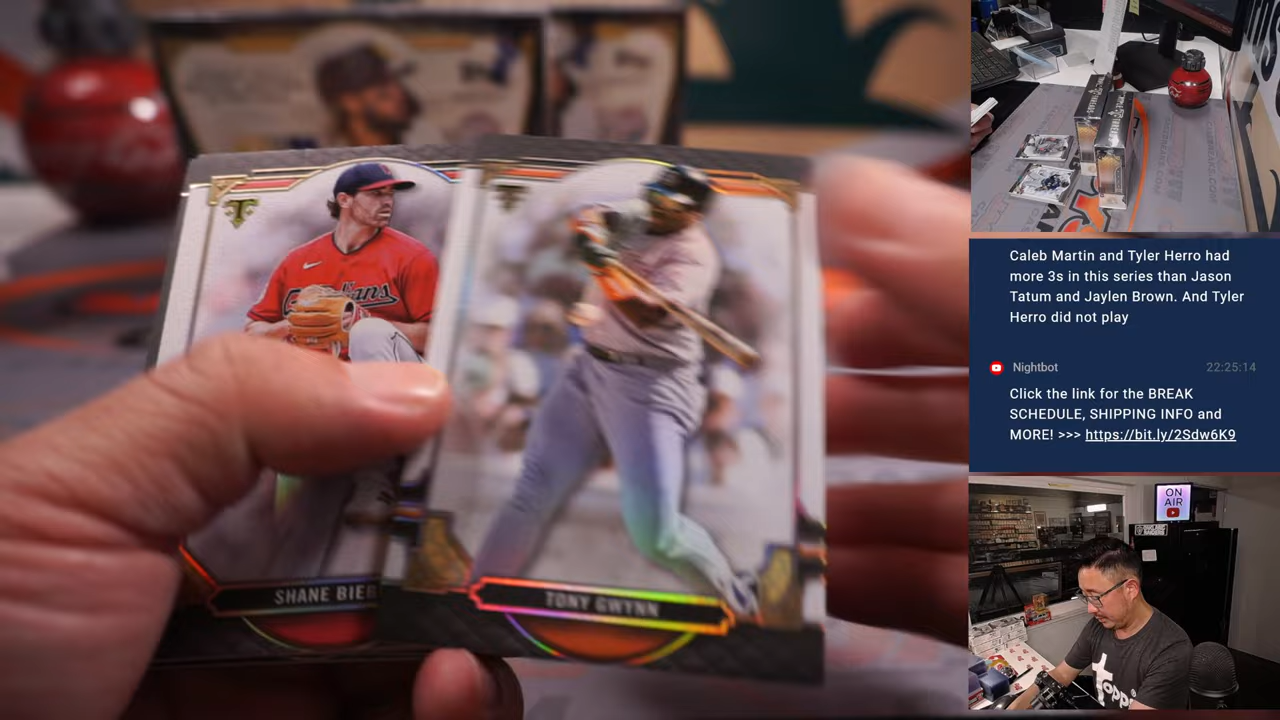 SHANE BIEB
TONY GWYNN
Caleb Martin and Tyler Herro had
more 3s in this series than Jason
Tatum and Jaylen Brown. And Tyler
Herro did not play
Nightbot 22:25:14
Click the link for the BREAK
SCHEDULE, SHIPPING INFO and
MORE! >>> https://bit.ly/2Sdw6K9
ON
AIR
topps